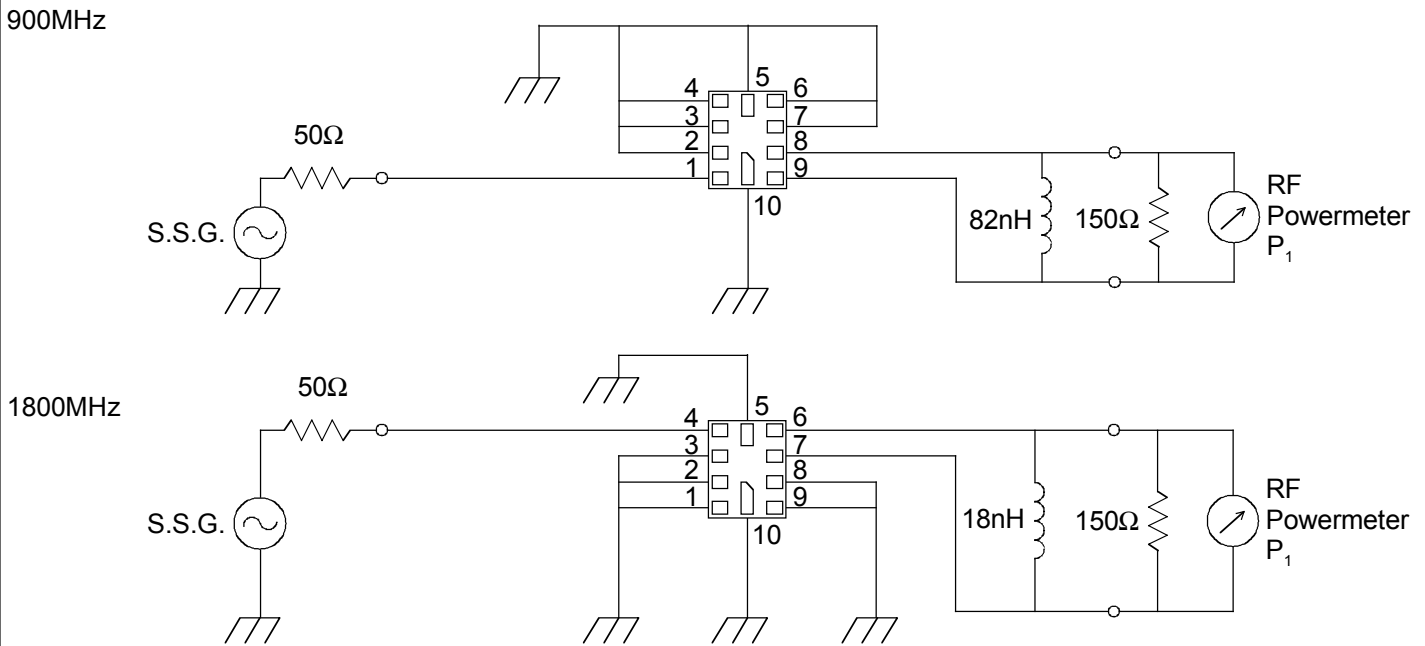 900MHz
5
4 6
3 7
50Ω
2 8
1 9
10
S.S.G.
82nH
150Ω
RF
Powermeter
P₁
1800MHz
50Ω
5
4 6
3 7
2 8
1 9
10
S.S.G.
18nH
150Ω
RF
Powermeter
P₁